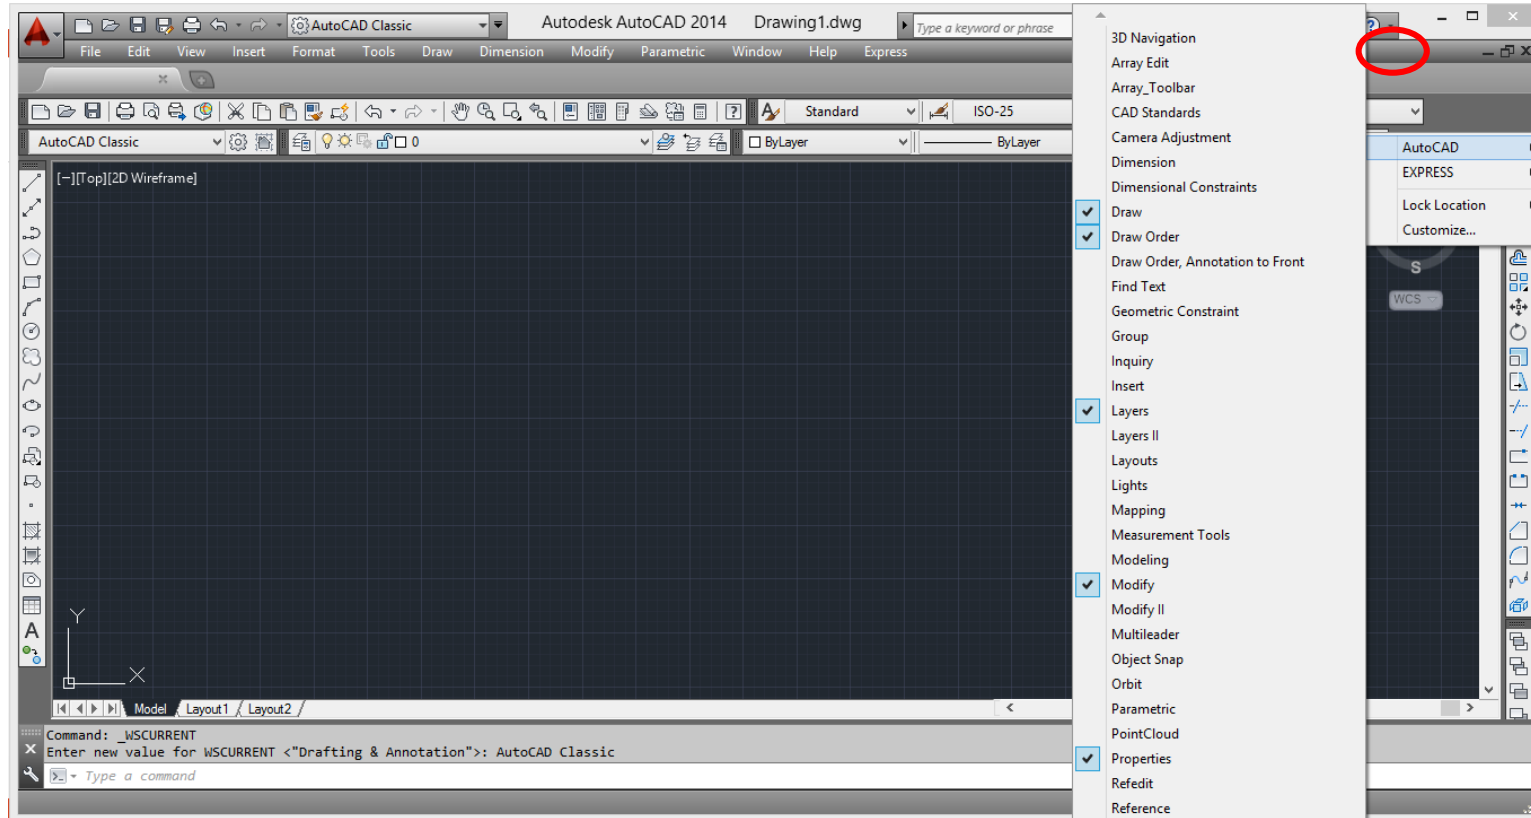 AutoCAD Classic
Autodesk AutoCAD 2014 Drawing1.dwg
Type a keyword or phrase
File Edit View Insert Format Tools Draw Dimension Modify Parametric Window Help Express
Standard
ISO-25
AutoCAD Classic
0
ByLayer
ByLayer
[−][Top][2D Wireframe]
3D Navigation
Array Edit
Array_Toolbar
CAD Standards
Camera Adjustment
Dimension
Dimensional Constraints
Draw
Draw Order
Draw Order, Annotation to Front
Find Text
Geometric Constraint
Group
Inquiry
Insert
Layers
Layers II
Layouts
Lights
Mapping
Measurement Tools
Modeling
Modify
Modify II
Multileader
Object Snap
Orbit
Parametric
PointCloud
Properties
Refedit
Reference
AutoCAD
EXPRESS
Lock Location
Customize...
S
WCS
A
Y
X
Model Layout1 Layout2
Command: _WSCURRENT
Enter new value for WSCURRENT <"Drafting & Annotation">: AutoCAD Classic
Type a command